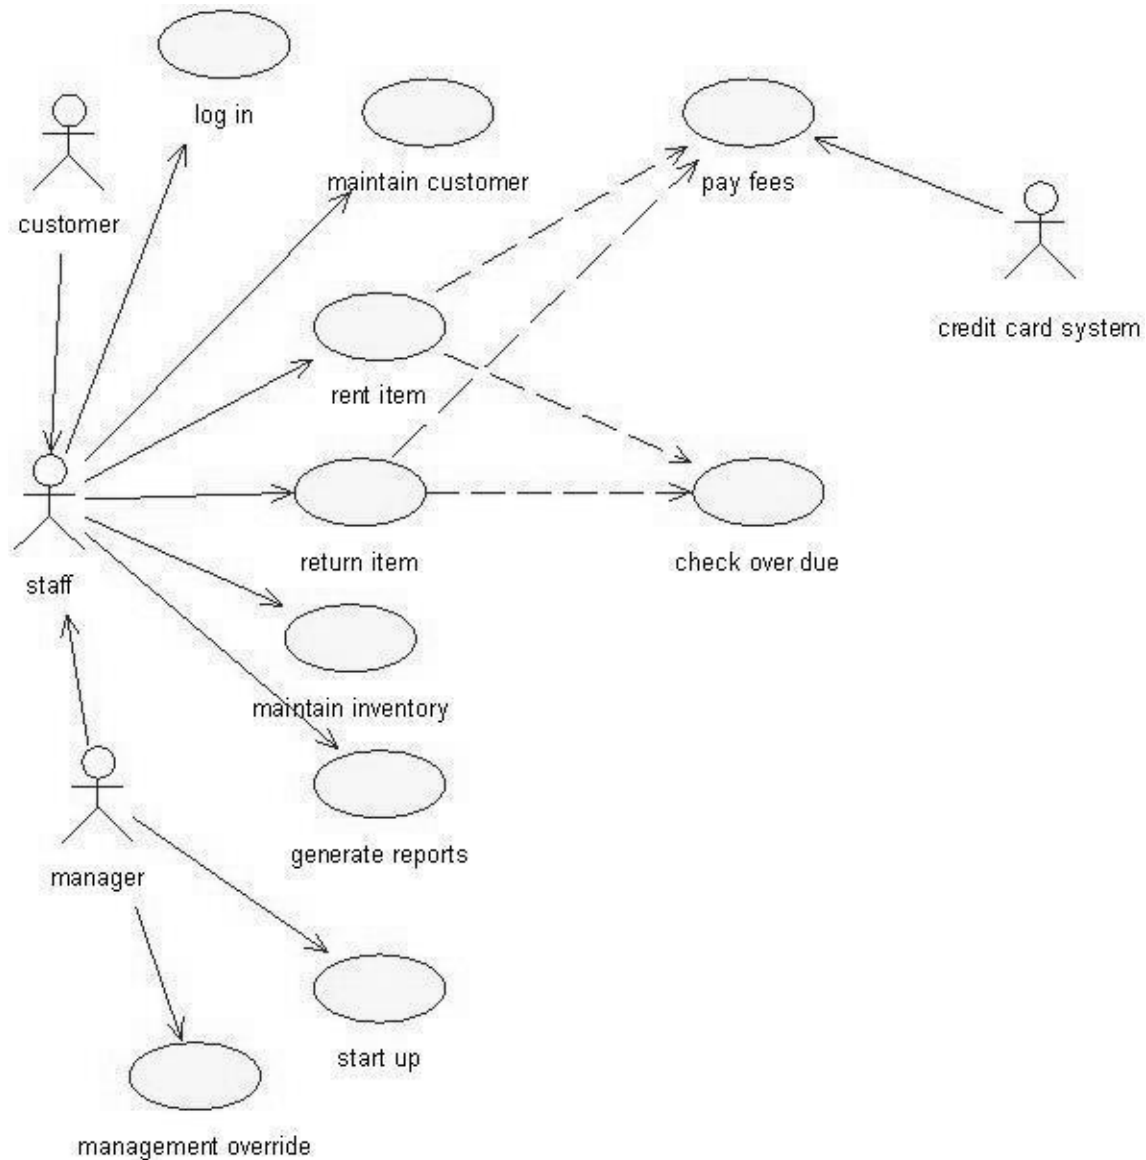 log in
maintain customer
pay fees
customer
credit card system
rent item
return item
check over due
staff
maintain inventory
generate reports
manager
start up
management override